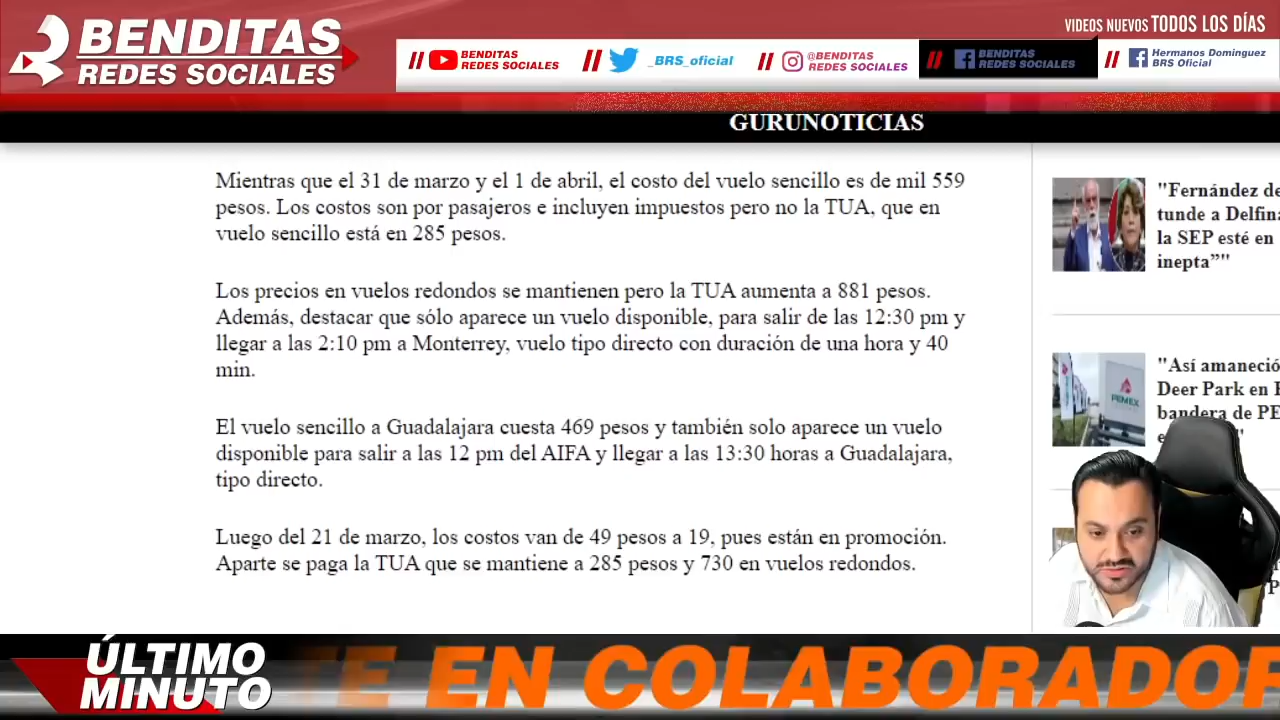 BENDITAS
REDES SOCIALES
VIDEOS NUEVOS TODOS LOS DÍAS
BENDITAS
REDES SOCIALES
_BRS_oficial
@BENDITAS
REDES SOCIALES
BENDITAS
REDES SOCIALES
Hermanos Dominguez
BRS Oficial
GURUNOTICIAS
Mientras que el 31 de marzo y el 1 de abril, el costo del vuelo sencillo es de mil 559
pesos. Los costos son por pasajeros e incluyen impuestos pero no la TUA, que en
vuelo sencillo está en 285 pesos.
Los precios en vuelos redondos se mantienen pero la TUA aumenta a 881 pesos.
Además, destacar que sólo aparece un vuelo disponible, para salir de las 12:30 pm y
llegar a las 2:10 pm a Monterrey, vuelo tipo directo con duración de una hora y 40
min.
El vuelo sencillo a Guadalajara cuesta 469 pesos y también solo aparece un vuelo
disponible para salir a las 12 pm del AIFA y llegar a las 13:30 horas a Guadalajara,
tipo directo.
Luego del 21 de marzo, los costos van de 49 pesos a 19, pues están en promoción.
Aparte se paga la TUA que se mantiene a 285 pesos y 730 en vuelos redondos.
"Fernández de
tunde a Delfina
la SEP esté en
inepta”"
PEMEX
"Así amaneció
Deer Park en
bandera de PE
ÚLTIMO
MINUTO
TE EN COLABORADOR